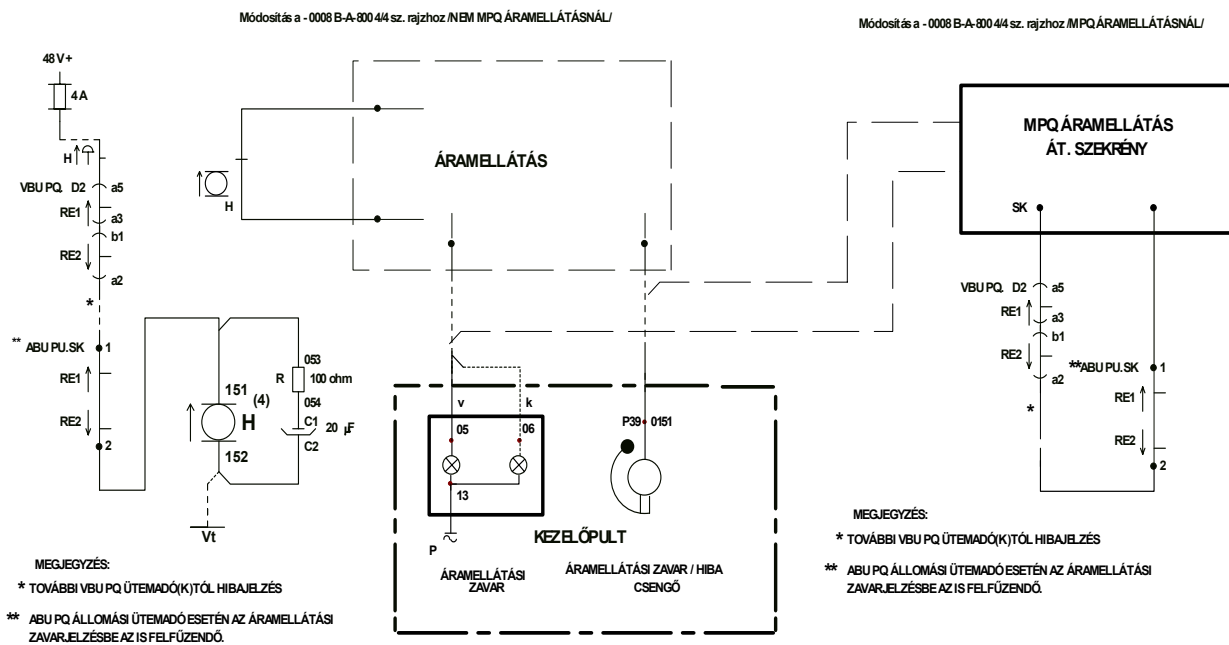 Módosítás a - 0008 B-A-800 4/4 sz. rajzhoz /NEM MPQ ÁRAMELLÁTÁSNÁL/
Módosítás a - 0008 B-A-800 4/4 sz. rajzhoz /MPQ ÁRAMELLÁTÁSNÁL/
48 V+
4 A
H
VBU PQ. D2 a5
RE1
a3
b1
RE2
a2
*
** ABU PU.SK 1
RE1
RE2
2
H
ÁRAMELLÁTÁS
151
(4)
H
152
Vt
053
R 100 ohm
054
C1
20 µF
C2
v
k
05
06
13
P
P39 0151
KEZELŐPULT
ÁRAMELLÁTÁSI
ZAVAR
ÁRAMELLÁTÁSI ZAVAR / HIBA
CSENGŐ
MPQ ÁRAMELLÁTÁS
ÁT. SZEKRÉNY
SK
VBU PQ. D2 a5
RE1
a3
b1
RE2
a2
*
**ABU PU.SK 1
RE1
RE2
2
MEGJEGYZÉS:
* TOVÁBBI VBU PQ ÜTEMADÓ(K)TÓL HIBAJELZÉS
** ABU PQ ÁLLOMÁSI ÜTEMADÓ ESETÉN AZ ÁRAMELLÁTÁSI
ZAVARJELZÉSBE AZ IS FELFŰZENDŐ.
MEGJEGYZÉS:
* TOVÁBBI VBU PQ ÜTEMADÓ(K)TÓL HIBAJELZÉS
** ABU PQ ÁLLOMÁSI ÜTEMADÓ ESETÉN AZ ÁRAMELLÁTÁSI
ZAVARJELZÉSBE AZ IS FELFŰZENDŐ.